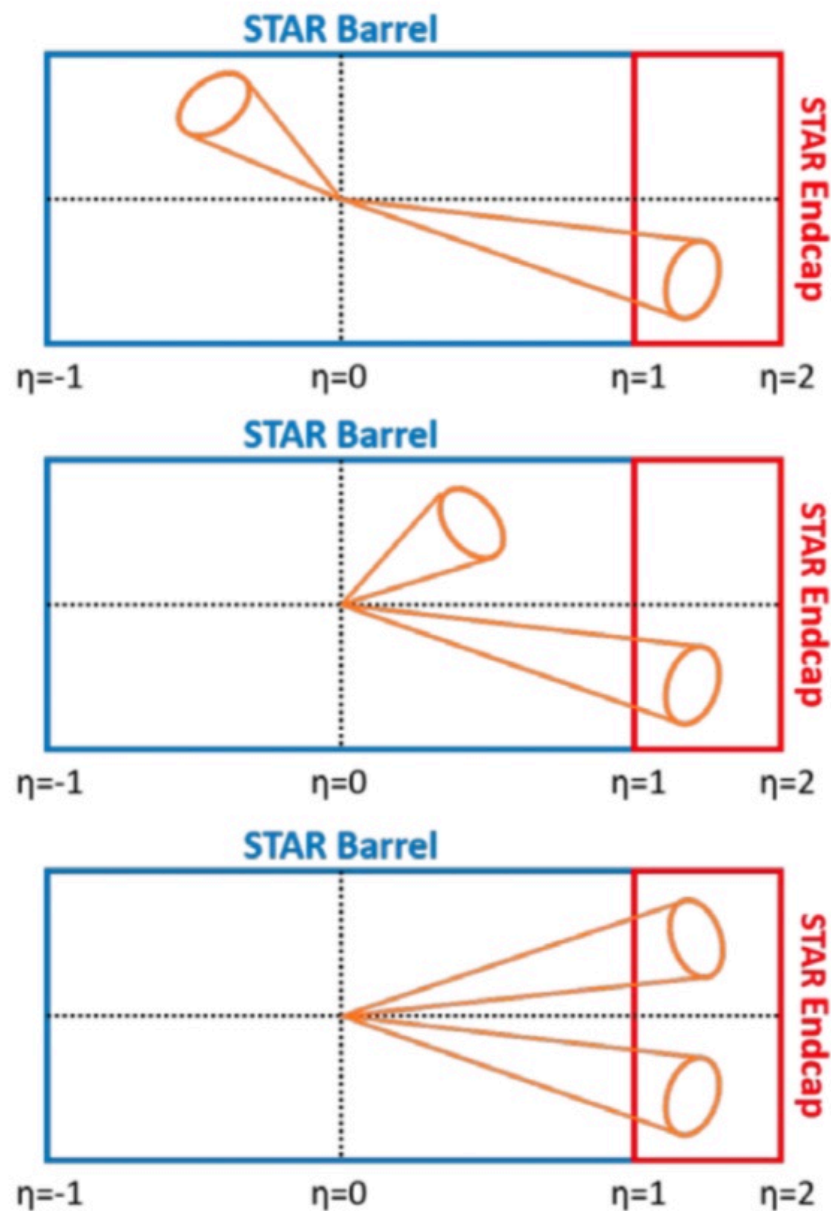 STAR Barrel
STAR Endcap
η=-1 η=0 η=1 η=2
STAR Barrel
STAR Endcap
η=-1 η=0 η=1 η=2
STAR Barrel
STAR Endcap
η=-1 η=0 η=1 η=2